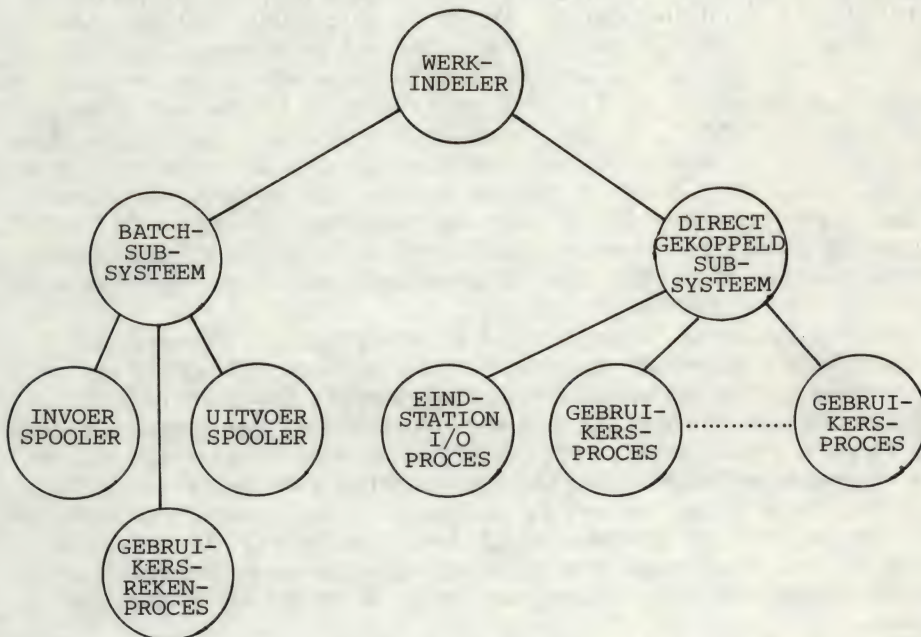 WERK-
INDELER
BATCH-
SUB-
SYSTEEM
DIRECT
GEKOPPELD
SUB-
SYSTEEM
INVOER
SPOOLER
UITVOER
SPOOLER
EIND-
STATION
I/O
PROCES
GEBRUI-
KERS-
PROCES
GEBRUI-
KERS-
PROCES
GEBRUI-
KERS-
REKEN-
PROCES